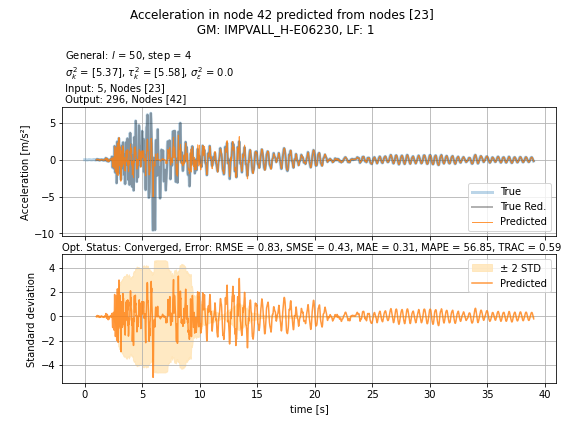 Acceleration in node 42 predicted from nodes [23]
GM: IMPVALL_H-E06230, LF: 1
General: l = 50, step = 4
σ²ₖ = [5.37], τ²ₖ = [5.58], σ²ε = 0.0
Input: 5, Nodes [23]
Output: 296, Nodes [42]
5
0
−5
−10
Acceleration [m/s²]
True
True Red.
Predicted
Opt. Status: Converged, Error: RMSE = 0.83, SMSE = 0.43, MAE = 0.31, MAPE = 56.85, TRAC = 0.59
4
2
0
−2
−4
Standard deviation
± 2 STD
Predicted
0 5 10 15 20 25 30 35 40
time [s]